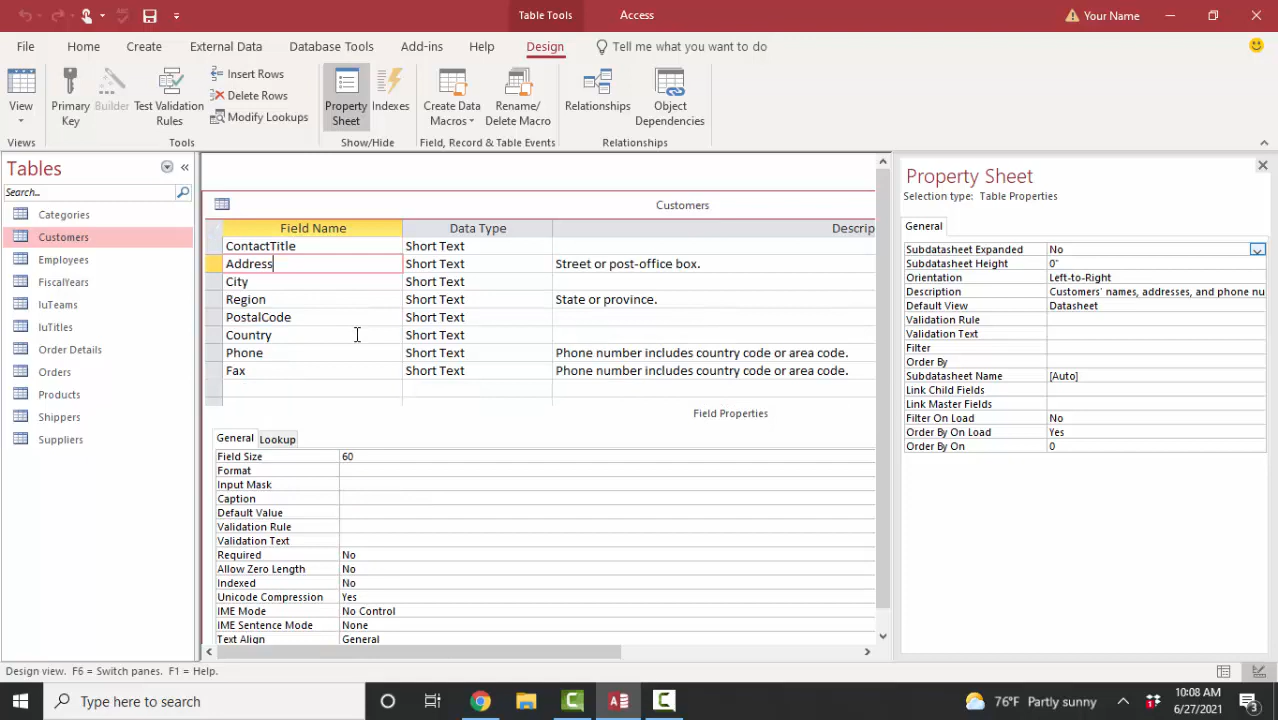 Table Tools
Access
Your Name
File
Home
Create
External Data
Database Tools
Add-ins
Help
Design
Tell me what you want to do
View
Primary Key
Builder
Test Validation Rules
Insert Rows
Delete Rows
Modify Lookups
Property Sheet
Indexes
Create Data Macros
Rename/ Delete Macro
Relationships
Object Dependencies
Views
Tools
Show/Hide
Field, Record & Table Events
Relationships
Tables
Search...
Categories
Customers
Employees
FiscalYears
luTeams
luTitles
Order Details
Orders
Products
Shippers
Suppliers
Customers
Field Name Data Type Descrip
ContactTitle Short Text
Address Short Text Street or post-office box.
City Short Text
Region Short Text State or province.
PostalCode Short Text
Country Short Text
Phone Short Text Phone number includes country code or area code.
Fax Short Text Phone number includes country code or area code.
Field Properties
General Lookup
Field Size 60
Format
Input Mask
Caption
Default Value
Validation Rule
Validation Text
Required No
Allow Zero Length No
Indexed No
Unicode Compression Yes
IME Mode No Control
IME Sentence Mode None
Text Align General
Property Sheet
Selection type: Table Properties
General
Subdatasheet Expanded No
Subdatasheet Height 0"
Orientation Left-to-Right
Description Customers' names, addresses, and phone nu
Default View Datasheet
Validation Rule
Validation Text
Filter
Order By
Subdatasheet Name [Auto]
Link Child Fields
Link Master Fields
Filter On Load No
Order By On Load Yes
Order By On 0
Design view. F6 = Switch panes. F1 = Help.
Type here to search
76°F Partly sunny
10:08 AM
6/27/2021
3